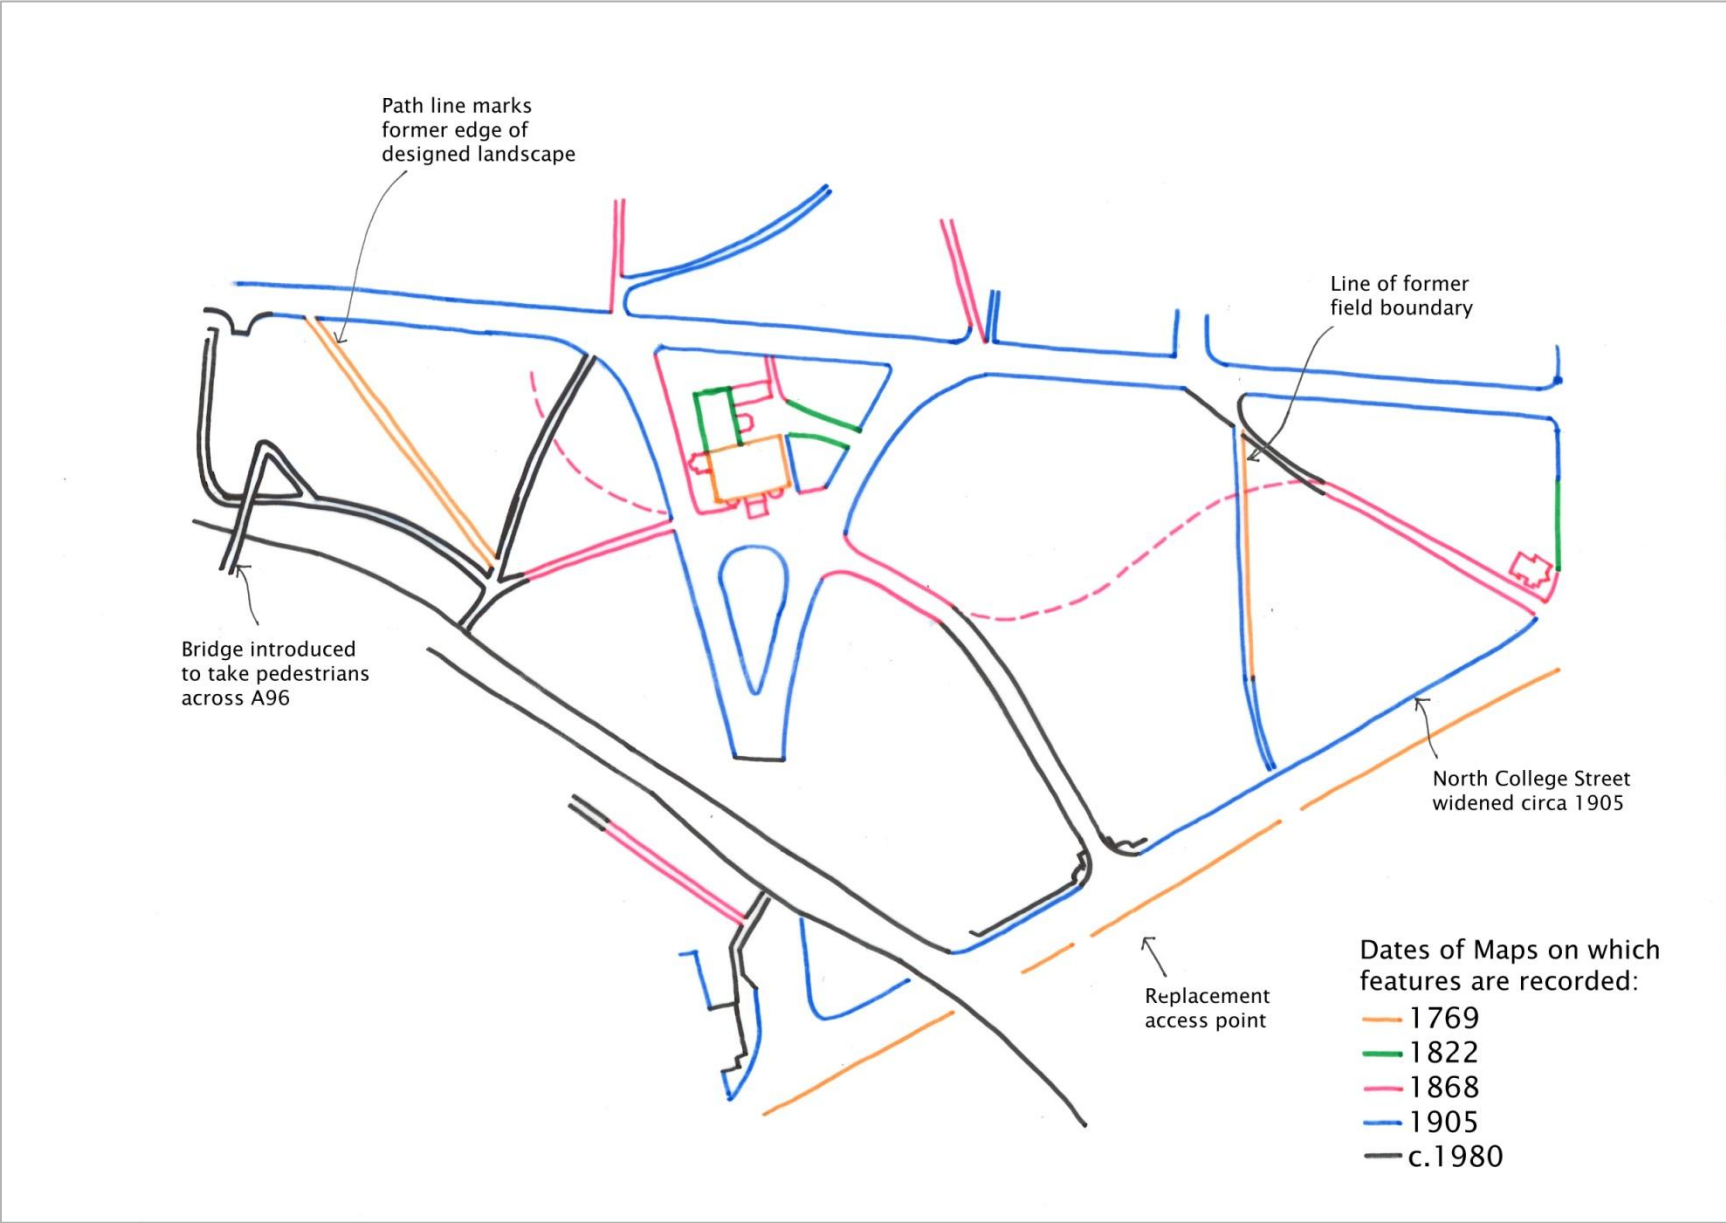 Path line marks
former edge of
designed landscape
Line of former
field boundary
Bridge introduced
to take pedestrians
across A96
North College Street
widened circa 1905
Replacement
access point
Dates of Maps on which
features are recorded:
1769
1822
1868
1905
c.1980